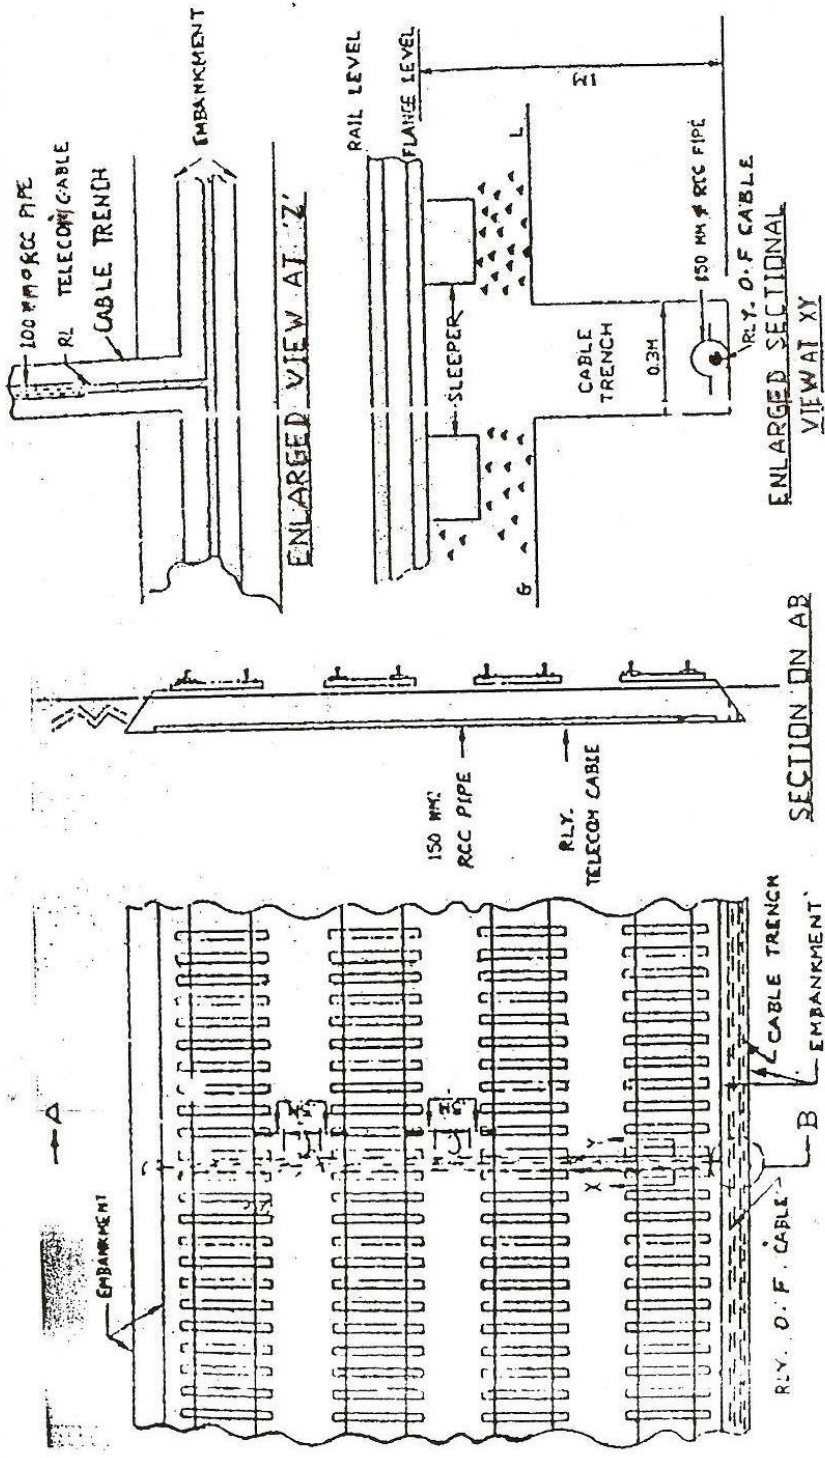 EMBANKMENT
A
X
Y
RLY. O.F. CABLE
B
CABLE TRENCH
EMBANKMENT
150 MM
RCC PIPE
RLY.
TELECOM CABLE
SECTION ON AB
100 MM Φ RCC PIPE
TELECOM CABLE
CABLE TRENCH
EMBANKMENT
ENLARGED VIEW AT 'Z'
RAIL LEVEL
FLANGE LEVEL
SLEEPER
G
L
CABLE
TRENCH
0.3M
150 MM Φ RCC PIPE
RLY. O.F CABLE
ENLARGED SECTIONAL
VIEW AT XY